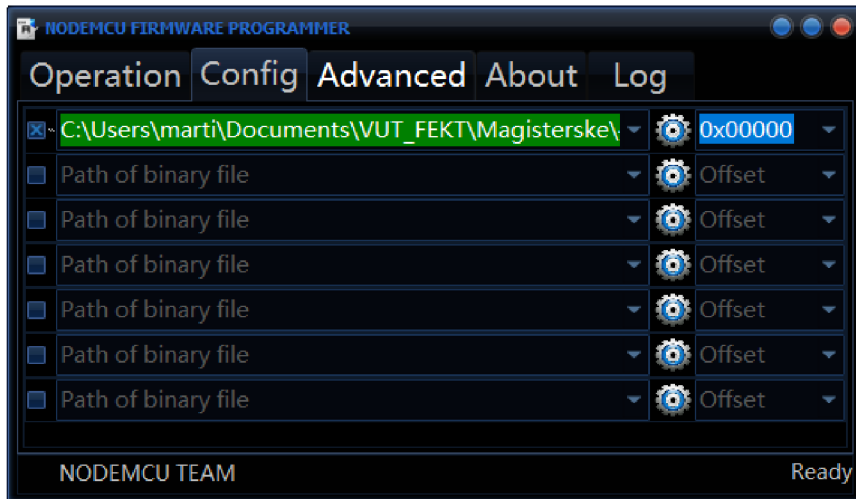 NODEMCU FIRMWARE PROGRAMMER
Operation Config Advanced About Log
C:\Users\marti\Documents\VUT_FEKT\Magisterske\ 0x00000
Path of binary file Offset
Path of binary file Offset
Path of binary file Offset
Path of binary file Offset
Path of binary file Offset
Path of binary file Offset
NODEMCU TEAM Ready